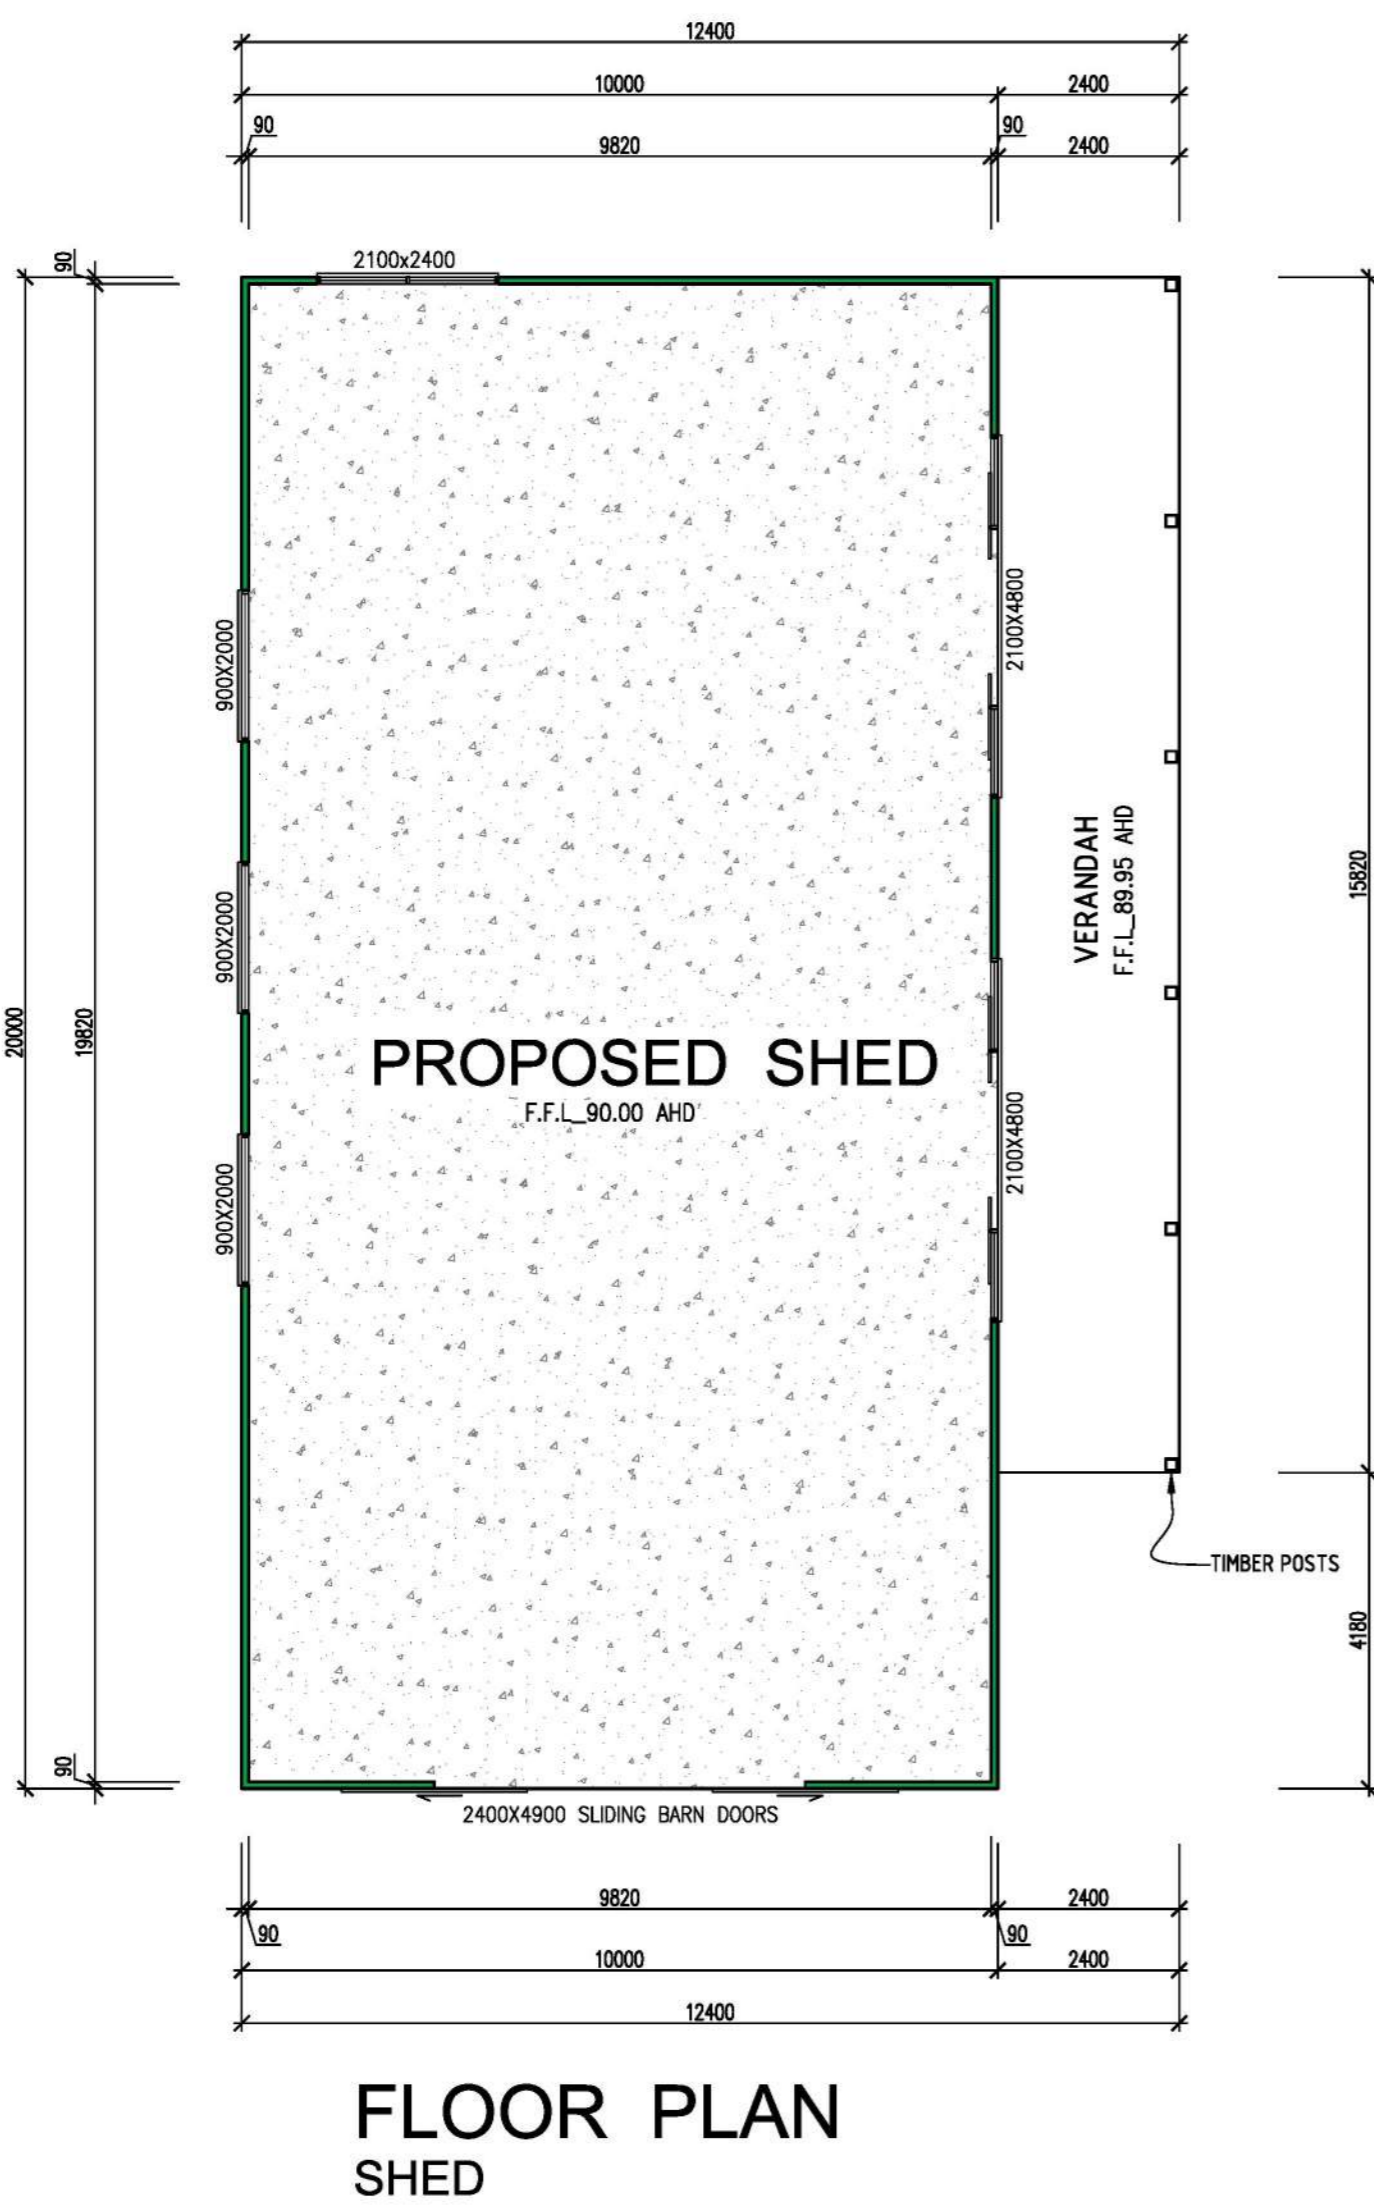 12400
10000
2400
90
90
9820
2400
90
2100x2400
900X2000
900X2000
900X2000
2100X4800
2100X4800
VERANDAH
F.F.L_89.95 AHD
15820
20000
19820
PROPOSED SHED
F.F.L_90.00 AHD
TIMBER POSTS
4180
90
2400X4900 SLIDING BARN DOORS
9820
2400
90
90
10000
2400
12400
FLOOR PLAN
SHED